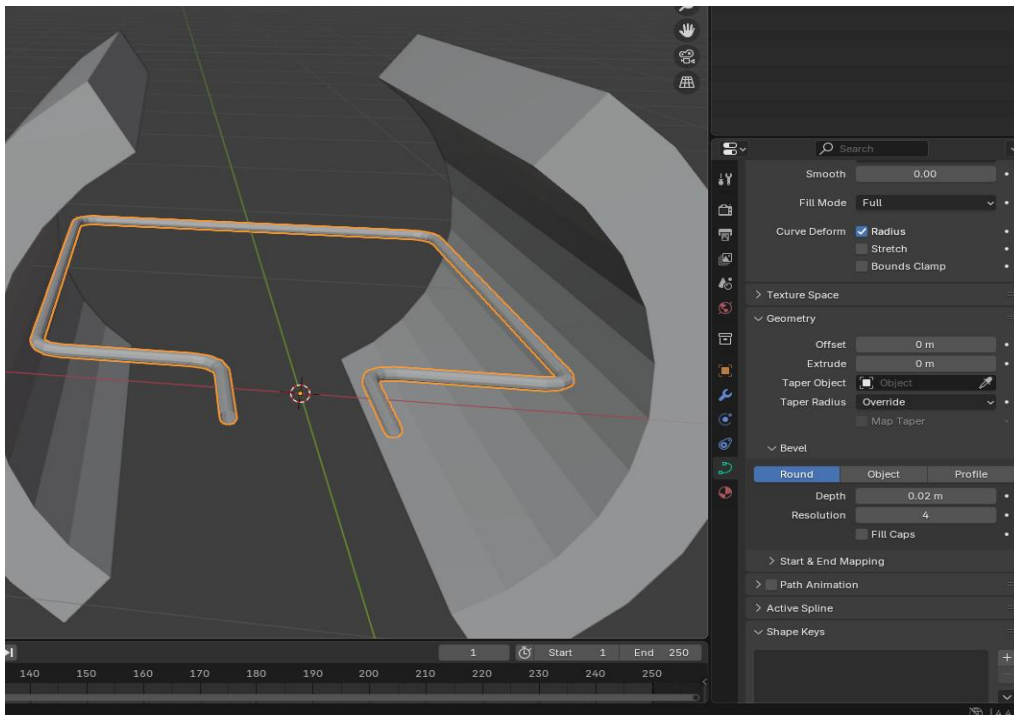 Search
Smooth 0.00
Fill Mode Full
Curve Deform Radius
Stretch
Bounds Clamp
Texture Space
Geometry
Offset 0 m
Extrude 0 m
Taper Object Object
Taper Radius Override
Map Taper
Bevel
Round Object Profile
Depth 0.02 m
Resolution 4
Fill Caps
Start & End Mapping
Path Animation
Active Spline
Shape Keys
1 Start 1 End 250
140 150 160 170 180 190 200 210 220 230 240 250